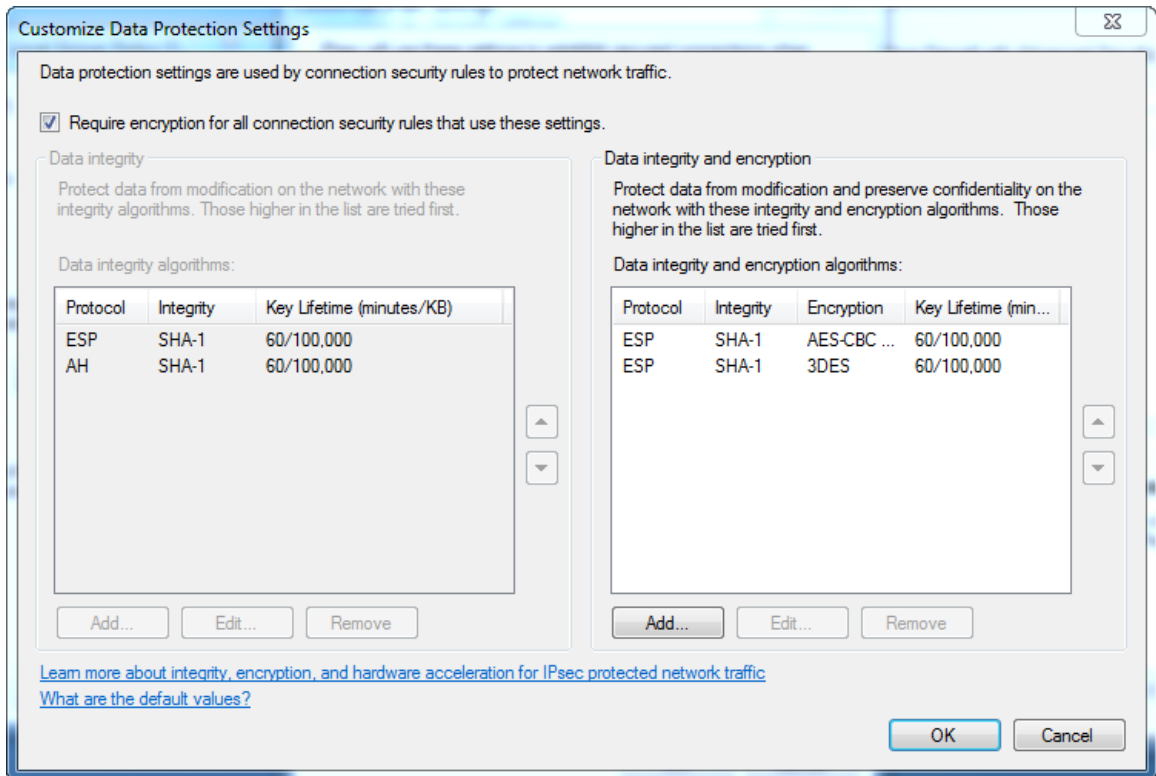 Customize Data Protection Settings
Data protection settings are used by connection security rules to protect network traffic.
Require encryption for all connection security rules that use these settings.
Data integrity
Protect data from modification on the network with these
integrity algorithms. Those higher in the list are tried first.
Data integrity algorithms:
Protocol Integrity Key Lifetime (minutes/KB)
ESP SHA-1 60/100,000
AH SHA-1 60/100,000
Add... Edit... Remove
Data integrity and encryption
Protect data from modification and preserve confidentiality on the
network with these integrity and encryption algorithms. Those
higher in the list are tried first.
Data integrity and encryption algorithms:
Protocol Integrity Encryption Key Lifetime (min...
ESP SHA-1 AES-CBC ... 60/100,000
ESP SHA-1 3DES 60/100,000
Add... Edit... Remove
Learn more about integrity, encryption, and hardware acceleration for IPsec protected network traffic
What are the default values?
OK Cancel